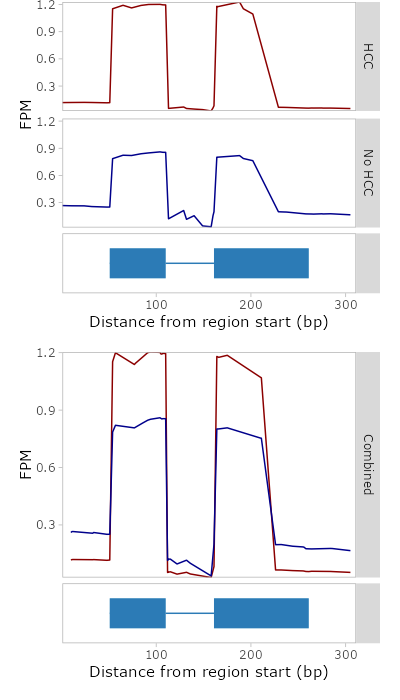 1.2
0.9
0.6
0.3
HCC
FPM
1.2
0.9
0.6
0.3
No HCC
100 200 300
Distance from region start (bp)
1.2
0.9
0.6
0.3
FPM
Combined
100 200 300
Distance from region start (bp)